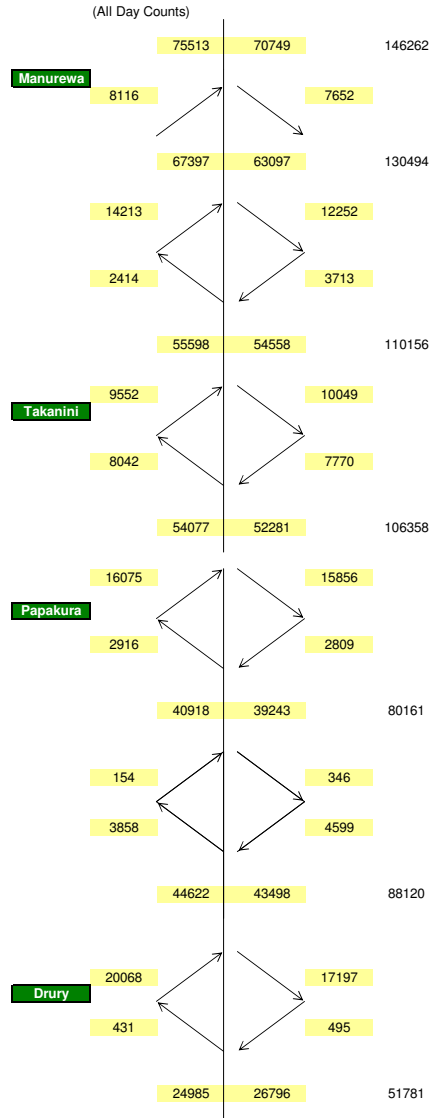 (All Day Counts)
75513 70749 146262
Manurewa
8116 7652
67397 63097 130494
14213 12252
2414 3713
55598 54558 110156
9552 10049
Takanini
8042 7770
54077 52281 106358
16075 15856
Papakura
2916 2809
40918 39243 80161
154 346
3858 4599
44622 43498 88120
20068 17197
Drury
431 495
24985 26796 51781